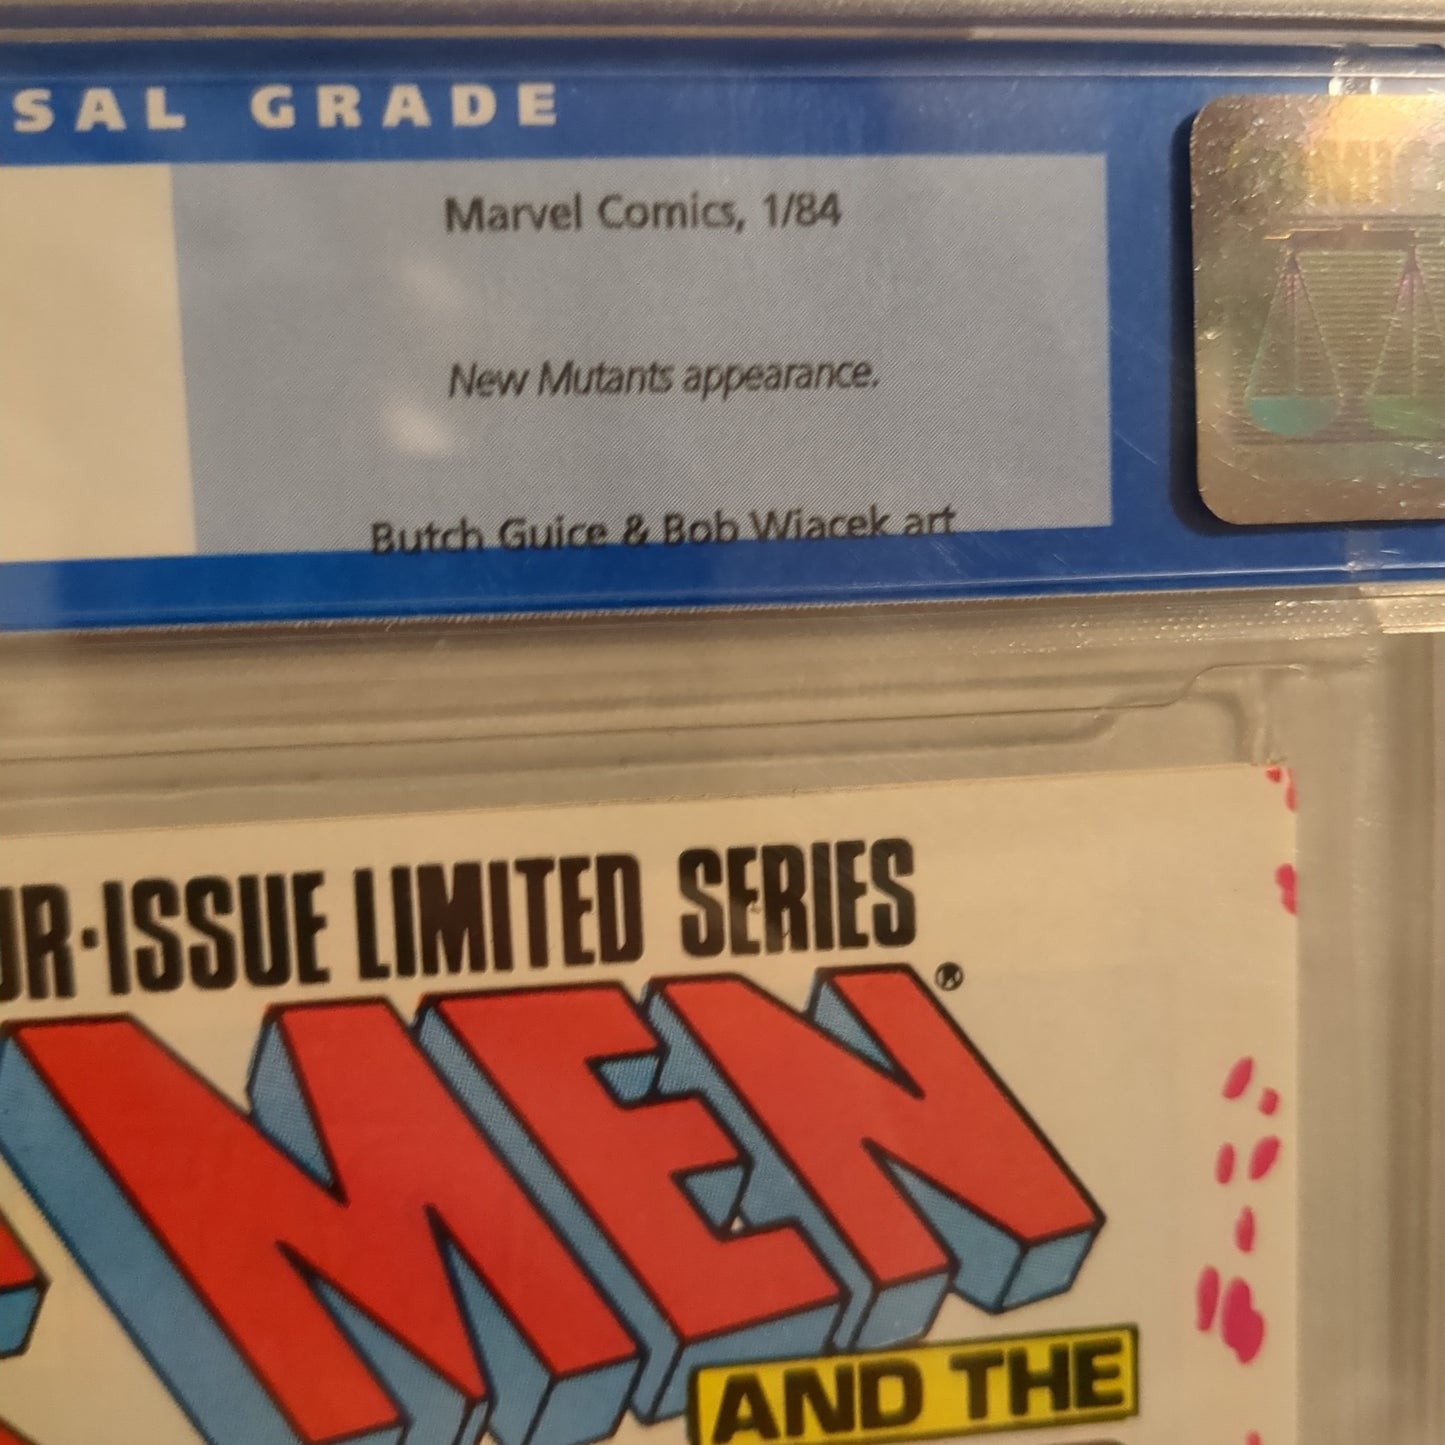 SAL GRADE
Marvel Comics, 1/84
New Mutants appearance.
Butch Guice & Bob Wiacek art
UR-ISSUE LIMITED SERIES
MEN®
AND THE